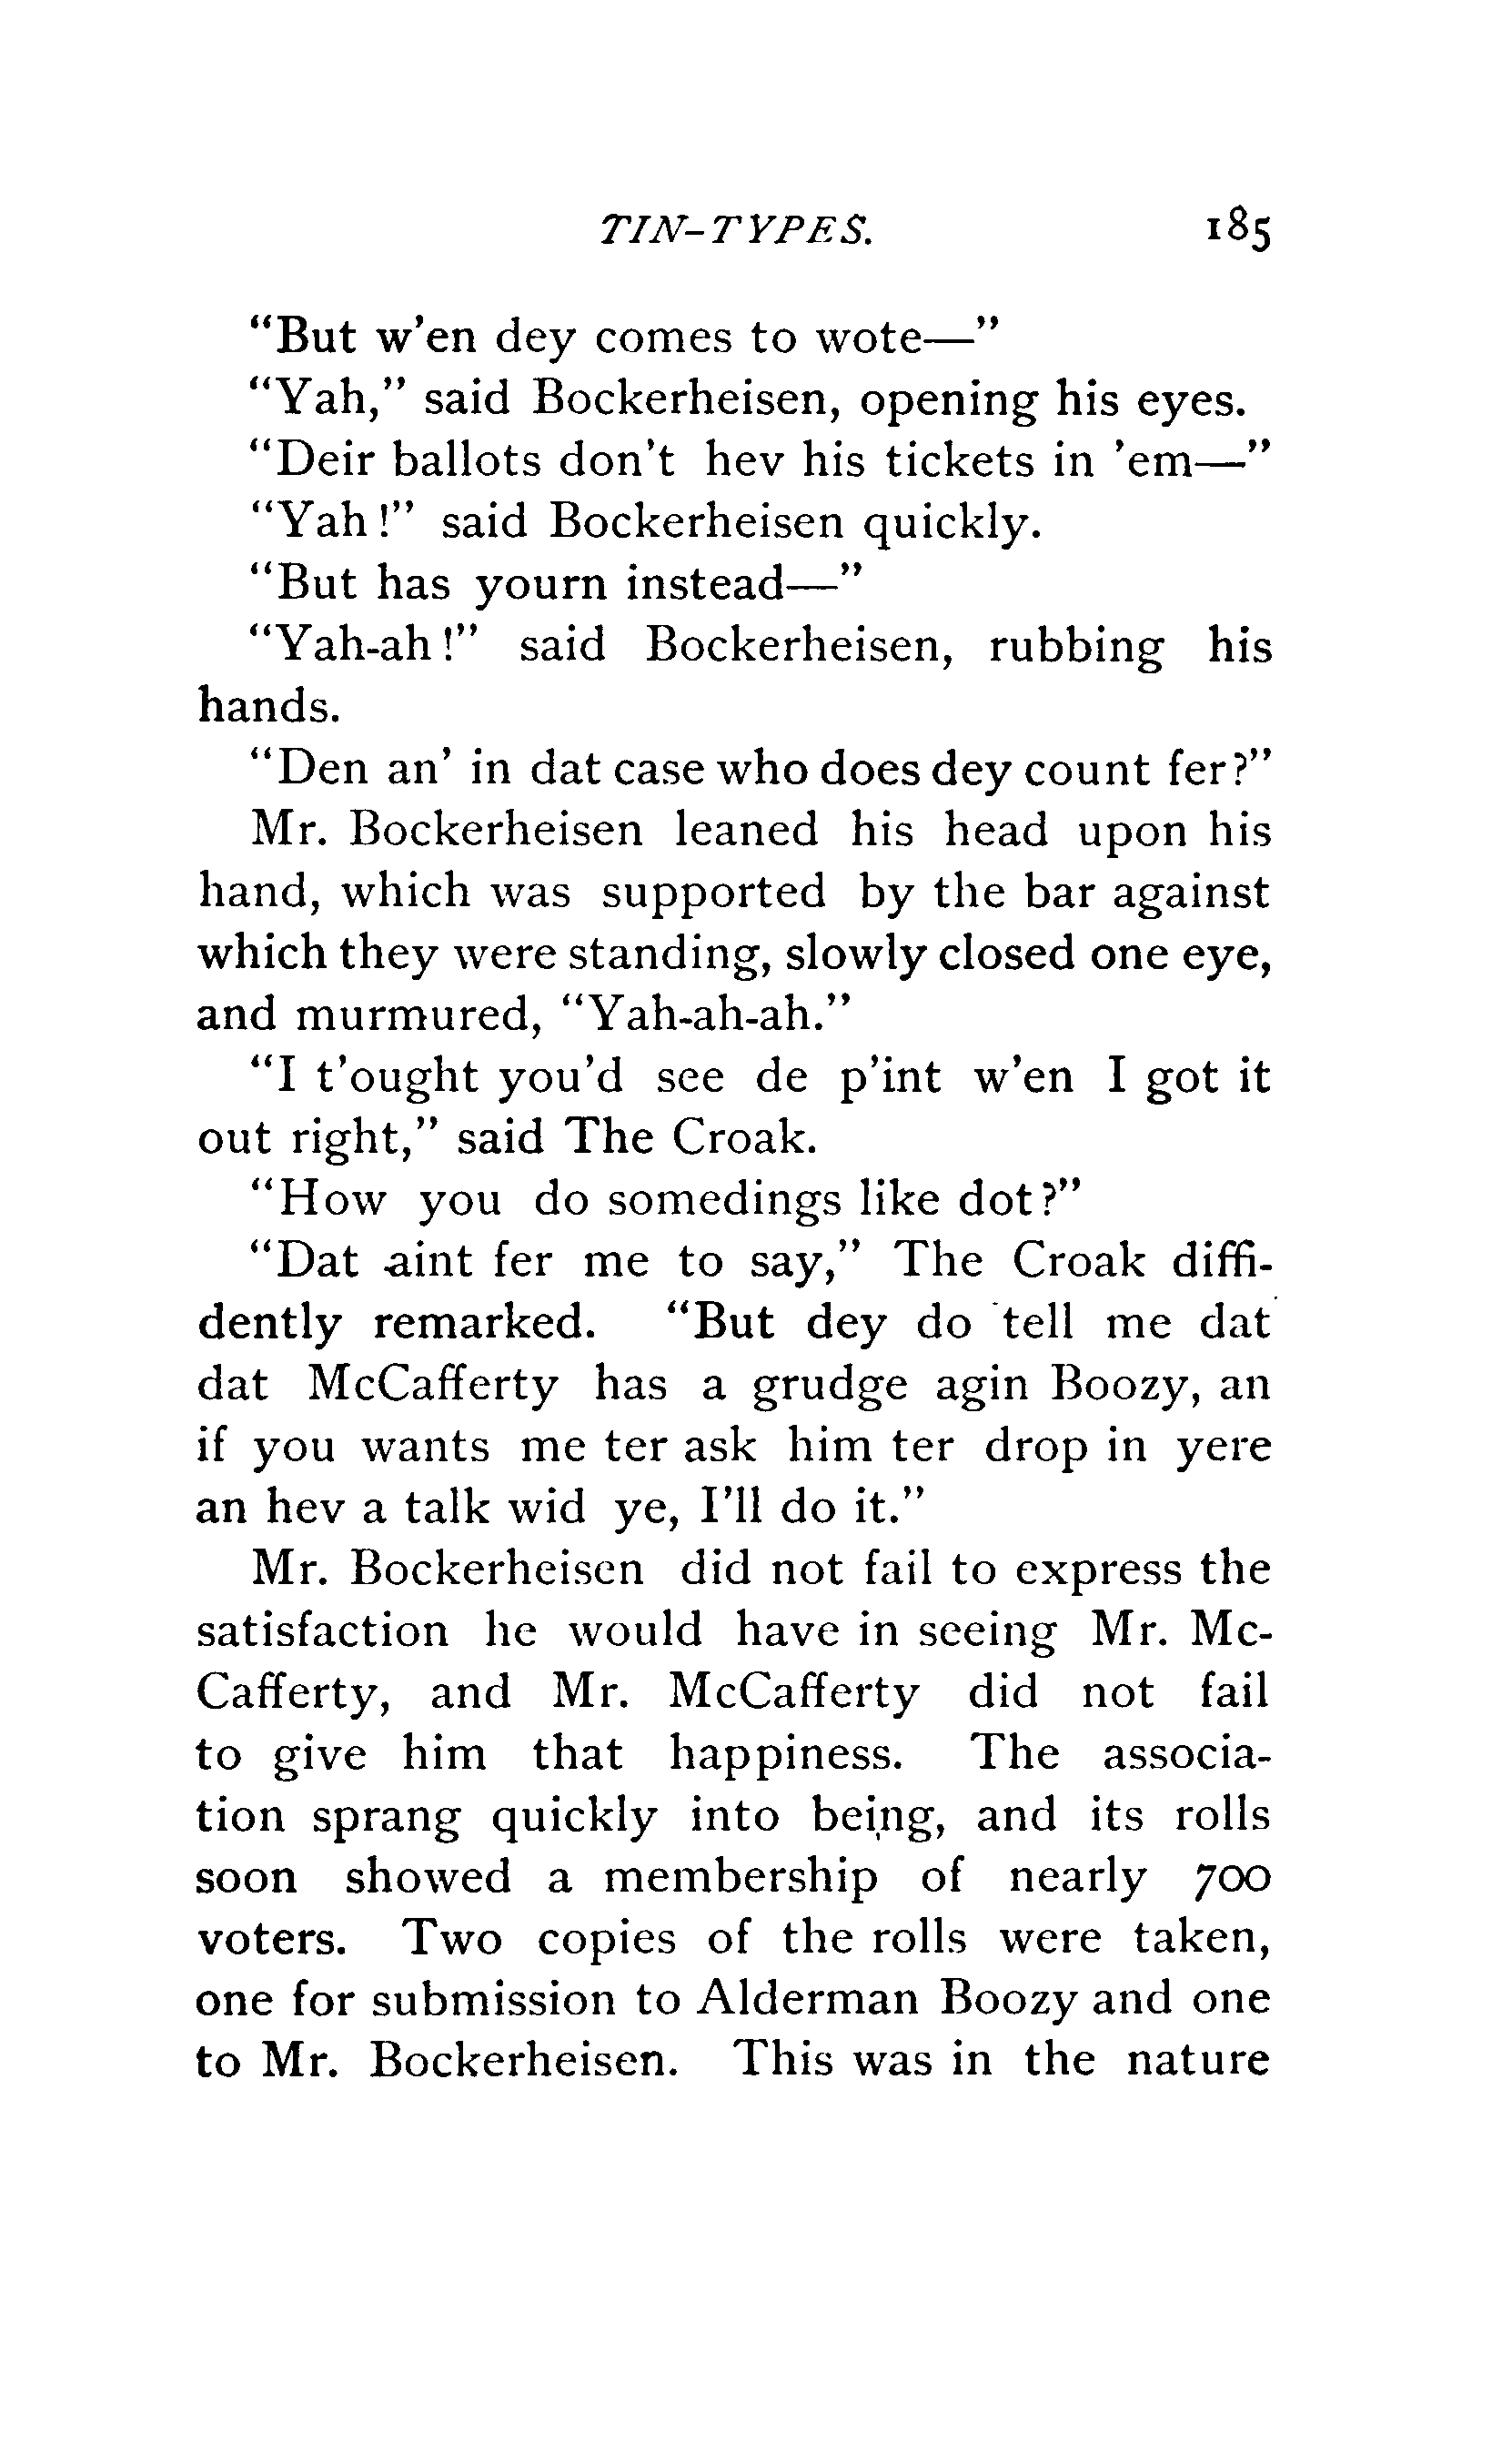 TIN-TYPES. 185
“But w’en dey comes to wote—”
“Yah,” said Bockerheisen, opening his eyes.
“Deir ballots don’t hev his tickets in ’em—”
“Yah!” said Bockerheisen quickly.
“But has yourn instead—”
“Yah-ah!” said Bockerheisen, rubbing his
hands.
“Den an’ in dat case who does dey count fer?”
Mr. Bockerheisen leaned his head upon his
hand, which was supported by the bar against
which they were standing, slowly closed one eye,
and murmured, “Yah-ah-ah.”
“I t’ought you’d see de p’int w’en I got it
out right,” said The Croak.
“How you do somedings like dot?”
“Dat aint fer me to say,” The Croak diffi-
dently remarked. “But dey do tell me dat
dat McCafferty has a grudge agin Boozy, an
if you wants me ter ask him ter drop in yere
an hev a talk wid ye, I’ll do it.”
Mr. Bockerheisen did not fail to express the
satisfaction he would have in seeing Mr. Mc-
Cafferty, and Mr. McCafferty did not fail
to give him that happiness. The associa-
tion sprang quickly into being, and its rolls
soon showed a membership of nearly 700
voters. Two copies of the rolls were taken,
one for submission to Alderman Boozy and one
to Mr. Bockerheisen. This was in the nature